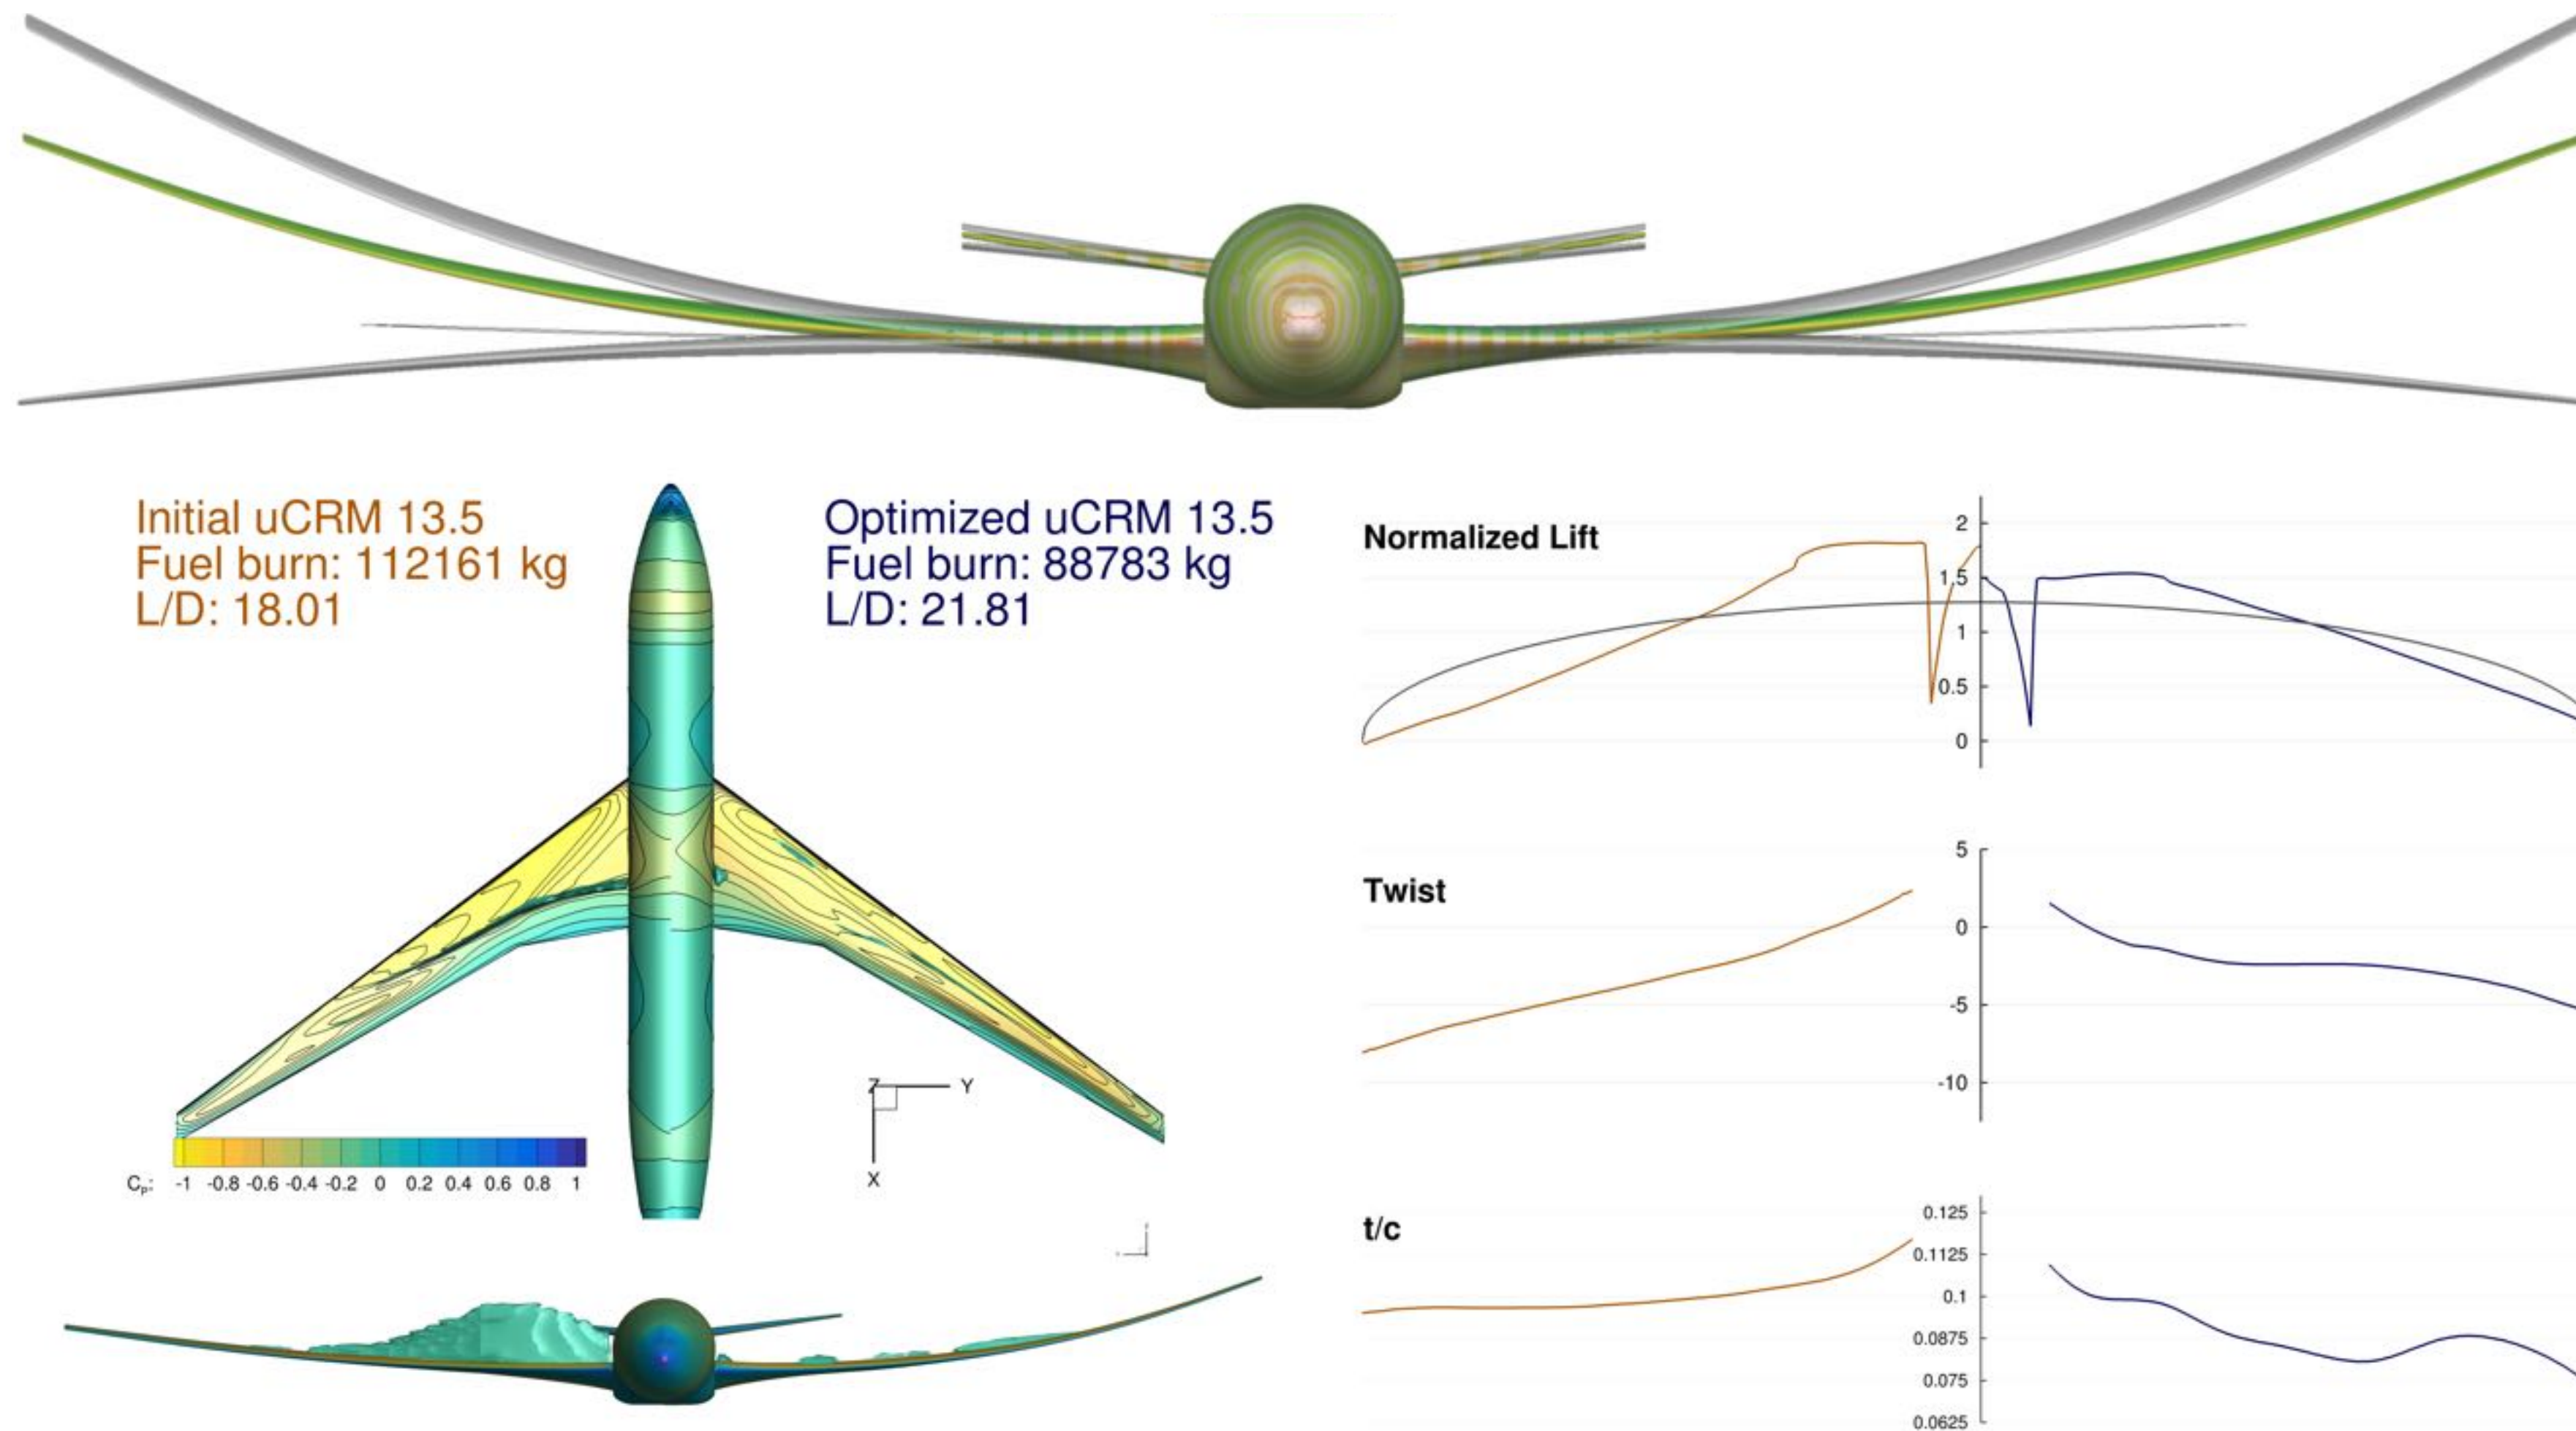 Initial uCRM 13.5
Fuel burn: 112161 kg
L/D: 18.01
Optimized uCRM 13.5
Fuel burn: 88783 kg
L/D: 21.81
Z
Y
X
Cp: -1 -0.8 -0.6 -0.4 -0.2 0 0.2 0.4 0.6 0.8 1
Normalized Lift
2
1.5
1
0.5
0
Twist
5
0
-5
-10
t/c
0.125
0.1125
0.1
0.0875
0.075
0.0625